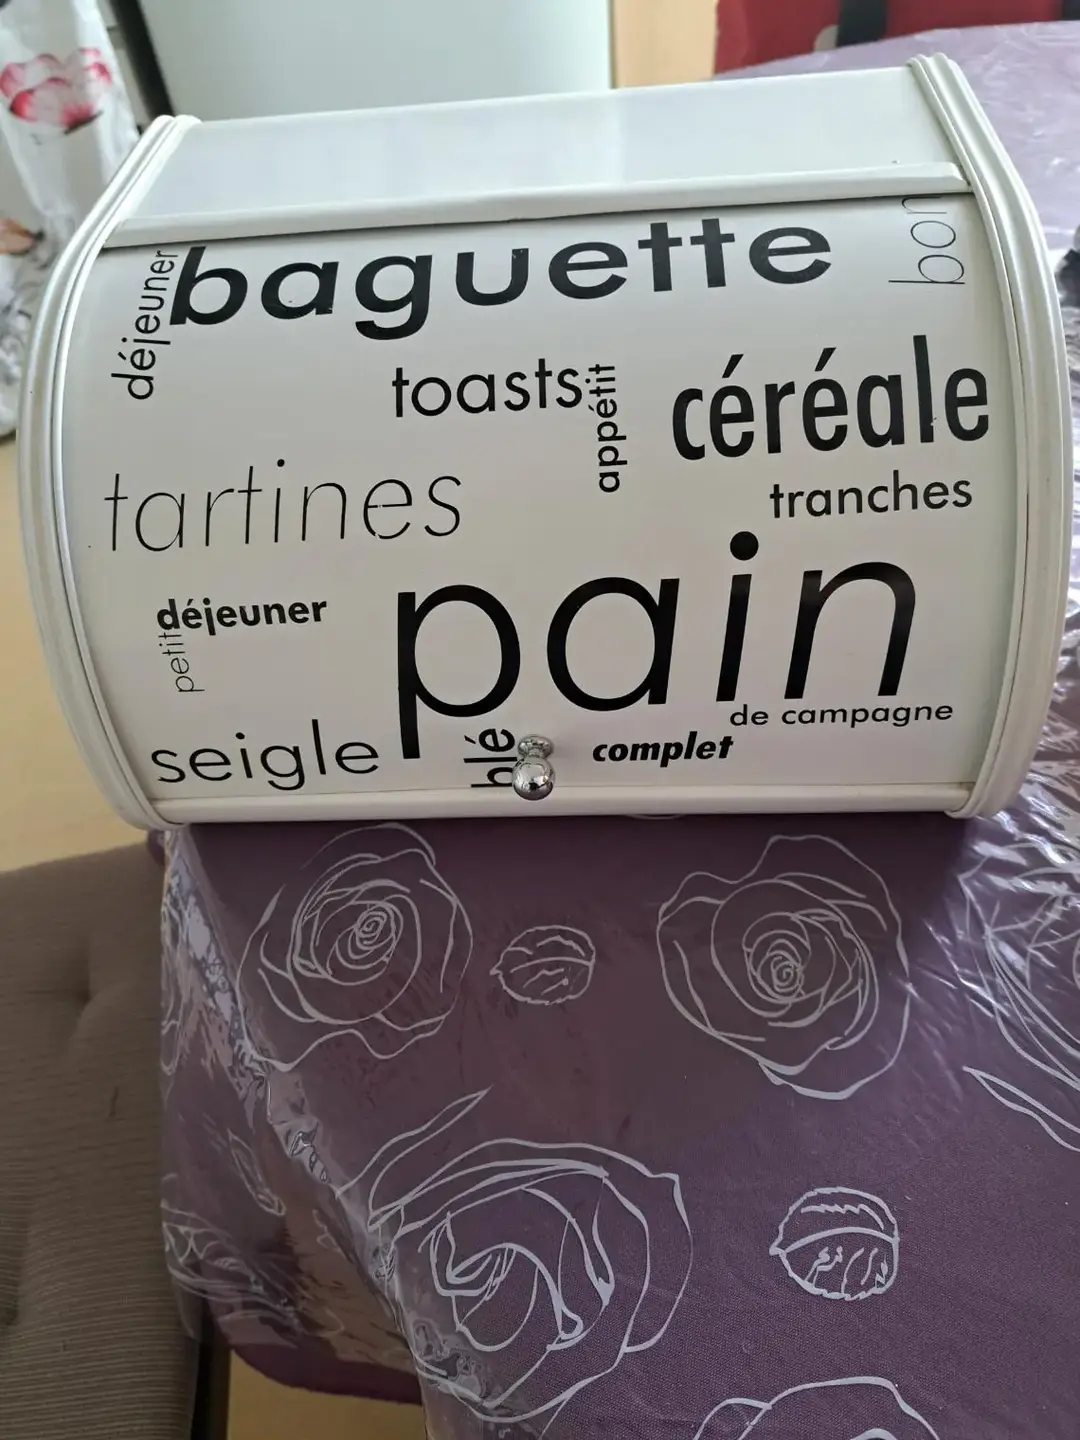 baguette
bon
déjeuner
toasts
appétit
céréale
tartines
tranches
déjeuner
petit
pain
de campagne
seigle
blé
complet